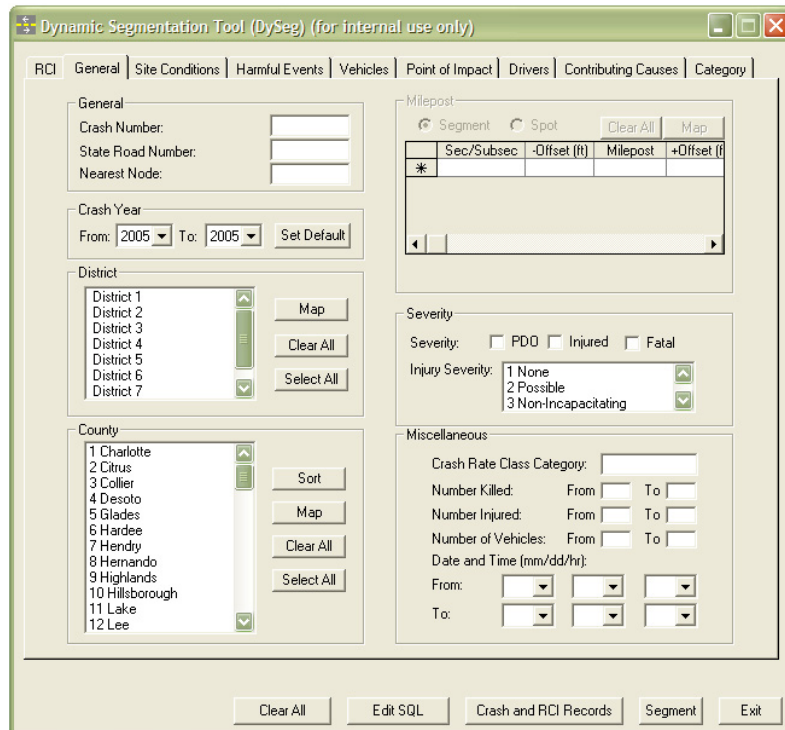 Dynamic Segmentation Tool (DySeg) (for internal use only)
RCI General Site Conditions Harmful Events Vehicles Point of Impact Drivers Contributing Causes Category
General
Crash Number:
State Road Number:
Nearest Node:
Crash Year
From: 2005 To: 2005 Set Default
District
District 1
District 2
District 3
District 4
District 5
District 6
District 7
Map
Clear All
Select All
County
1 Charlotte
2 Citrus
3 Collier
4 Desoto
5 Glades
6 Hardee
7 Hendry
8 Hernando
9 Highlands
10 Hillsborough
11 Lake
12 Lee
Sort
Map
Clear All
Select All
Milepost
Segment Spot Clear All Map
Sec/Subsec -Offset (ft) Milepost +Offset (f
*
Severity
Severity: PDO Injured Fatal
Injury Severity: 1 None
2 Possible
3 Non-Incapacitating
Miscellaneous
Crash Rate Class Category:
Number Killed: From To
Number Injured: From To
Number of Vehicles: From To
Date and Time (mm/dd/hr):
From:
To:
Clear All Edit SQL Crash and RCI Records Segment Exit